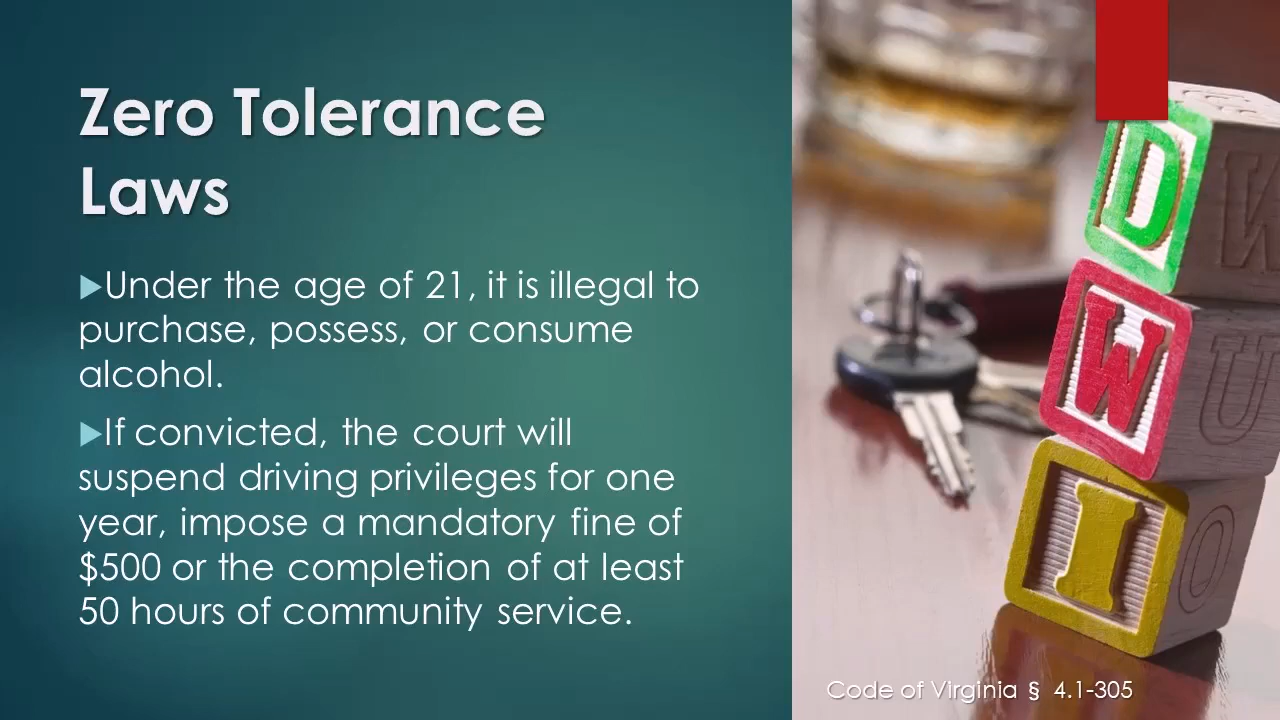 Zero Tolerance
Laws
▶Under the age of 21, it is illegal to
purchase, possess, or consume
alcohol.
▶If convicted, the court will
suspend driving privileges for one
year, impose a mandatory fine of
$500 or the completion of at least
50 hours of community service.
D
W
W
U
I
O
Code of Virginia § 4.1-305